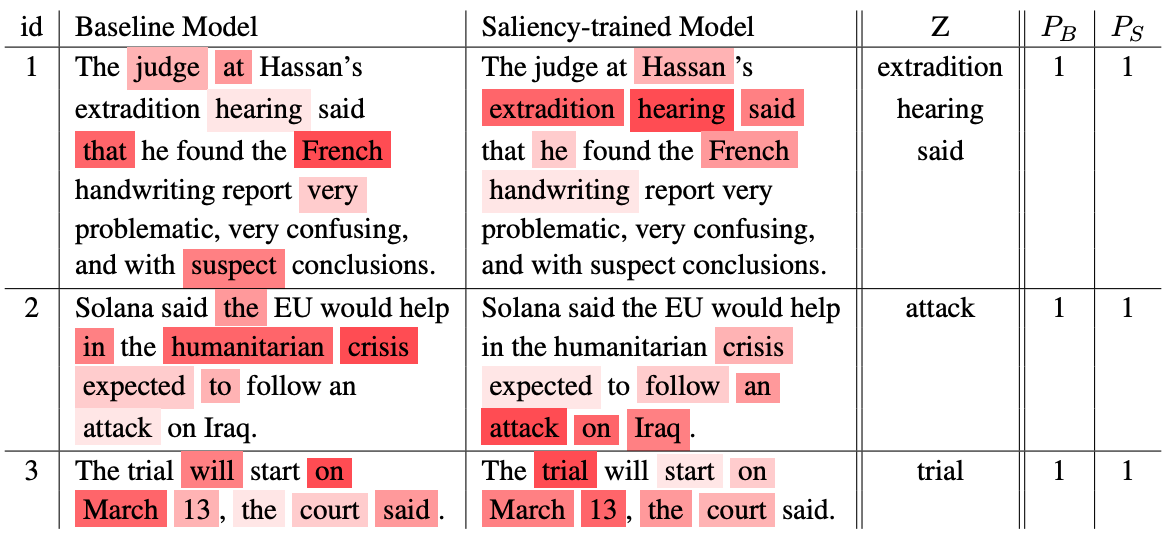 id Baseline Model Saliency-trained Model Z P_B P_S
1 The judge at Hassan's The judge at Hassan 's extradition 1 1
extradition hearing said extradition hearing said hearing
that he found the French that he found the French said
handwriting report very handwriting report very
problematic, very confusing, problematic, very confusing,
and with suspect conclusions. and with suspect conclusions.
2 Solana said the EU would help Solana said the EU would help attack 1 1
in the humanitarian crisis in the humanitarian crisis
expected to follow an expected to follow an
attack on Iraq. attack on Iraq .
3 The trial will start on The trial will start on trial 1 1
March 13 , the court said . March 13 , the court said.